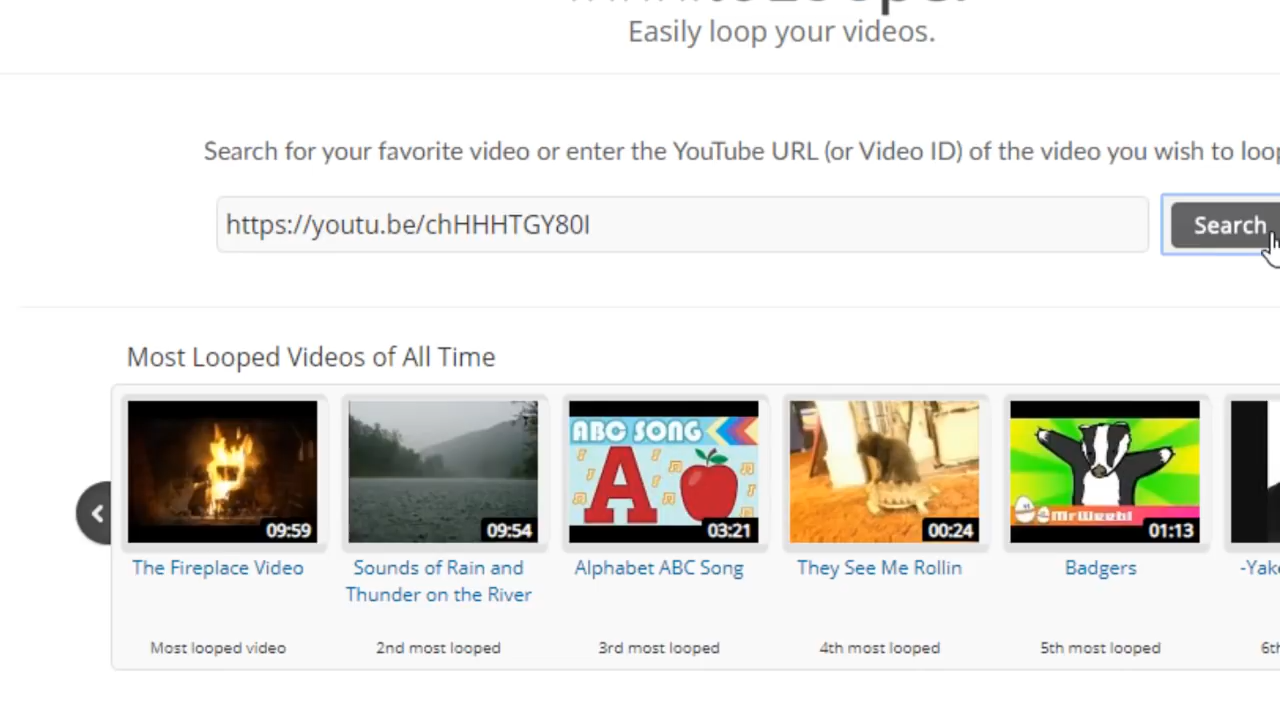 Easily loop your videos.
Search for your favorite video or enter the YouTube URL (or Video ID) of the video you wish to loop
https://youtu.be/chHHHTGY80I
Search
Most Looped Videos of All Time
ABC SONG
A
MrWeebl
09:59
09:54
03:21
00:24
01:13
The Fireplace Video
Sounds of Rain and
Thunder on the River
Alphabet ABC Song
They See Me Rollin
Badgers
-Yak
Most looped video
2nd most looped
3rd most looped
4th most looped
5th most looped
6th